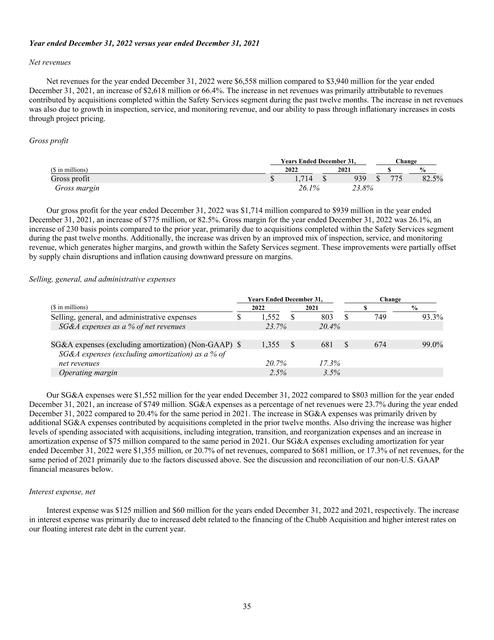 Year ended December 31, 2022 versus year ended December 31, 2021
Net revenues
Net revenues for the year ended December 31, 2022 were $6,558 million compared to $3,940 million for the year ended
December 31, 2021, an increase of $2,618 million or 66.4%. The increase in net revenues was primarily attributable to revenues
contributed by acquisitions completed within the Safety Services segment during the past twelve months. The increase in net revenues
was also due to growth in inspection, service, and monitoring revenue, and our ability to pass through inflationary increases in costs
through project pricing.
Gross profit
Years Ended December 31, Change
($ in millions) 2022 2021 $ %
Gross profit $ 1,714 $ 939 $ 775 82.5%
Gross margin 26.1% 23.8%
Our gross profit for the year ended December 31, 2022 was $1,714 million compared to $939 million in the year ended
December 31, 2021, an increase of $775 million, or 82.5%. Gross margin for the year ended December 31, 2022 was 26.1%, an
increase of 230 basis points compared to the prior year, primarily due to acquisitions completed within the Safety Services segment
during the past twelve months. Additionally, the increase was driven by an improved mix of inspection, service, and monitoring
revenue, which generates higher margins, and growth within the Safety Services segment. These improvements were partially offset
by supply chain disruptions and inflation causing downward pressure on margins.
Selling, general, and administrative expenses
Years Ended December 31, Change
($ in millions) 2022 2021 $ %
Selling, general, and administrative expenses $ 1,552 $ 803 $ 749 93.3%
SG&A expenses as a % of net revenues 23.7% 20.4%
SG&A expenses (excluding amortization) (Non-GAAP) $ 1,355 $ 681 $ 674 99.0%
SG&A expenses (excluding amortization) as a % of
net revenues 20.7% 17.3%
Operating margin 2.5% 3.5%
Our SG&A expenses were $1,552 million for the year ended December 31, 2022 compared to $803 million for the year ended
December 31, 2021, an increase of $749 million. SG&A expenses as a percentage of net revenues were 23.7% during the year ended
December 31, 2022 compared to 20.4% for the same period in 2021. The increase in SG&A expenses was primarily driven by
additional SG&A expenses contributed by acquisitions completed in the prior twelve months. Also driving the increase was higher
levels of spending associated with acquisitions, including integration, transition, and reorganization expenses and an increase in
amortization expense of $75 million compared to the same period in 2021. Our SG&A expenses excluding amortization for year
ended December 31, 2022 were $1,355 million, or 20.7% of net revenues, compared to $681 million, or 17.3% of net revenues, for the
same period of 2021 primarily due to the factors discussed above. See the discussion and reconciliation of our non-U.S. GAAP
financial measures below.
Interest expense, net
Interest expense was $125 million and $60 million for the years ended December 31, 2022 and 2021, respectively. The increase
in interest expense was primarily due to increased debt related to the financing of the Chubb Acquisition and higher interest rates on
our floating interest rate debt in the current year.
35